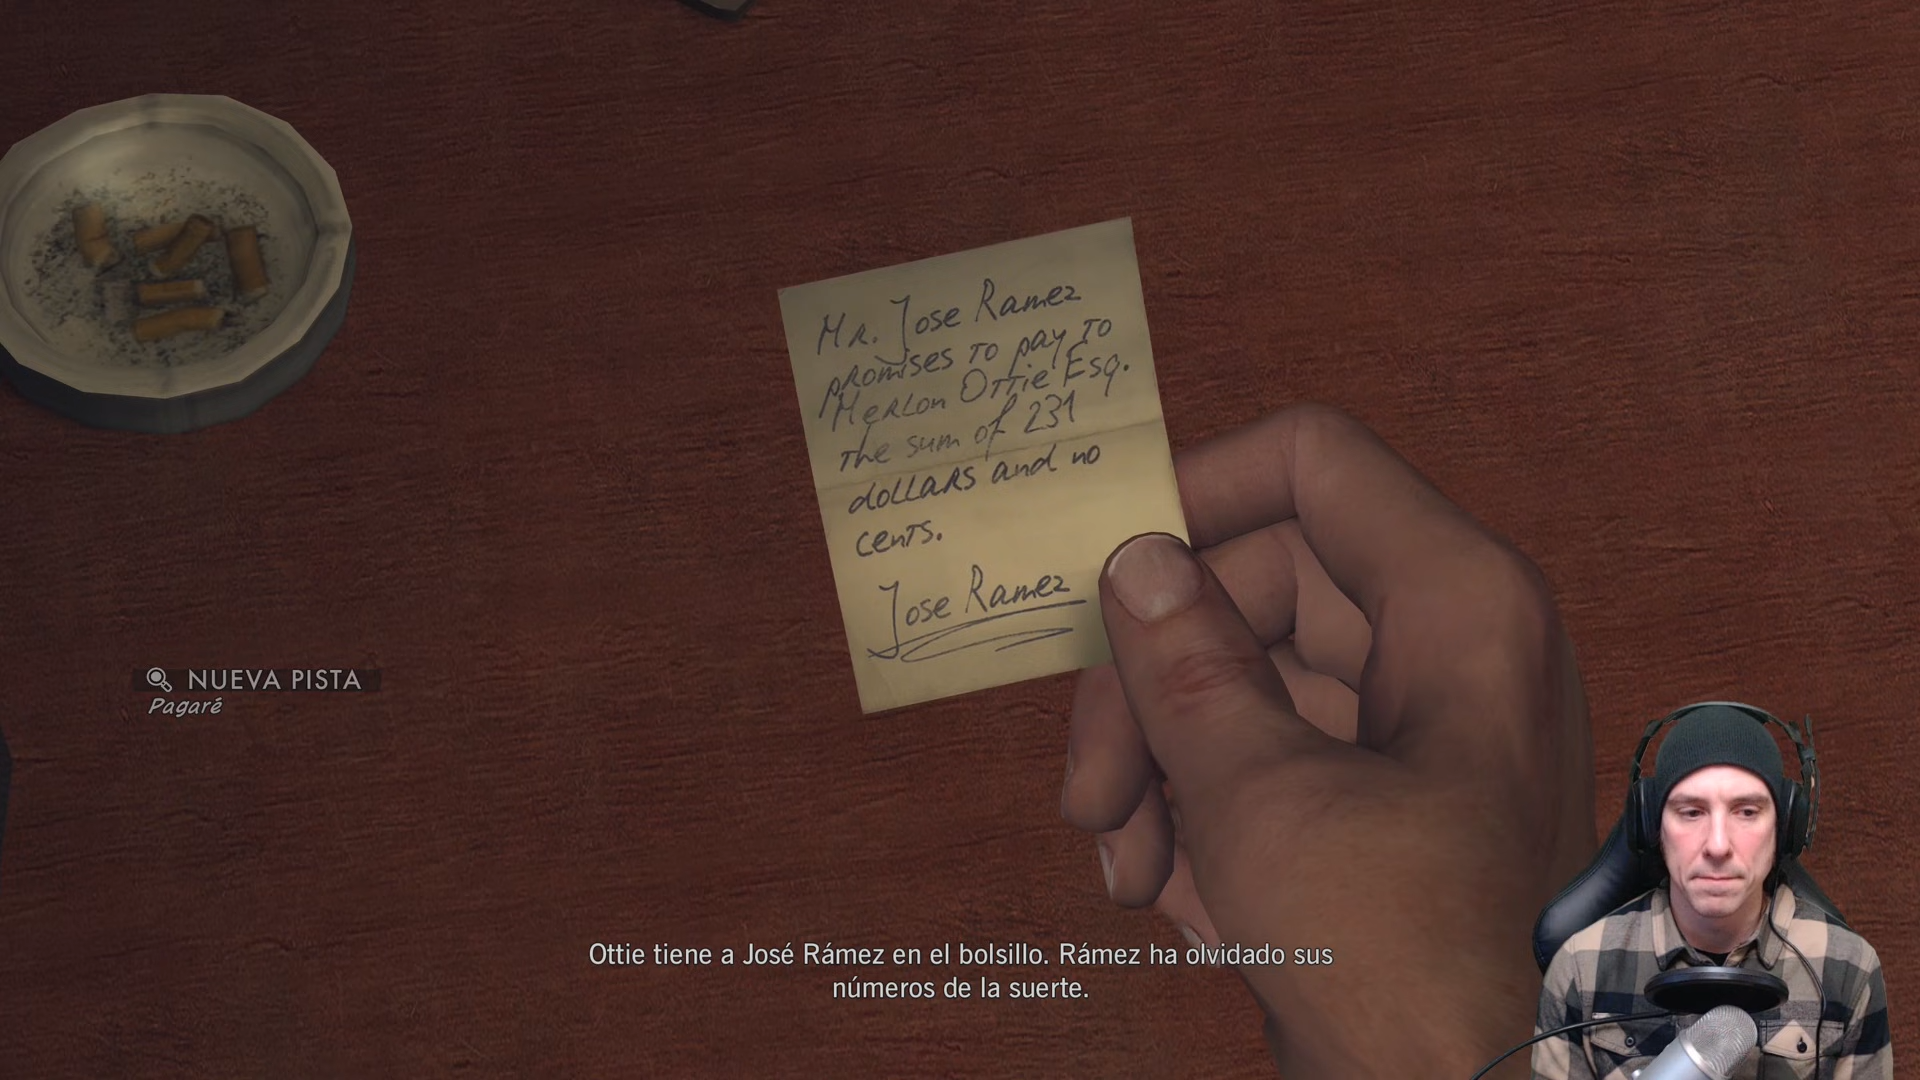 Mr. Jose Ramez
promises to pay to
Merlon Ottie Esq.
the sum of 231
dollars and no
cents.
Jose Ramez
NUEVA PISTA
Pagaré
Ottie tiene a José Rámez en el bolsillo. Rámez ha olvidado sus
números de la suerte.